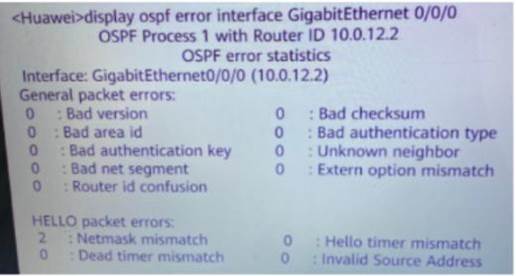 <Huawei>display ospf error interface GigabitEthernet 0/0/0
OSPF Process 1 with Router ID 10.0.12.2
OSPF error statistics
Interface: GigabitEthernet0/0/0 (10.0.12.2)
General packet errors:
0 : Bad version 0 : Bad checksum
0 : Bad area id 0 : Bad authentication type
0 : Bad authentication key 0 : Unknown neighbor
0 : Bad net segment 0 : Extern option mismatch
0 : Router id confusion
HELLO packet errors:
2 : Netmask mismatch 0 : Hello timer mismatch
0 : Dead timer mismatch 0 : Invalid Source Address